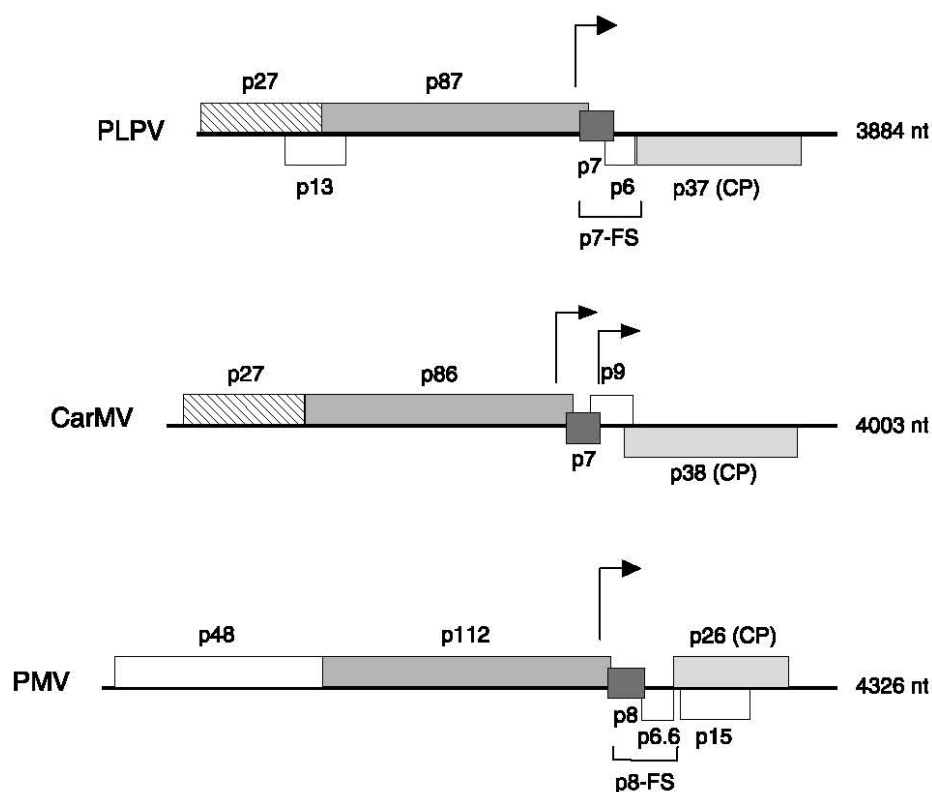 p27 p87
PLPV 3884 nt
p13 p7 p6 p37 (CP)
p7-FS
p27 p86 p9
CarMV 4003 nt
p7 p38 (CP)
p48 p112 p26 (CP)
PMV 4326 nt
p8 p6.6 p15
p8-FS